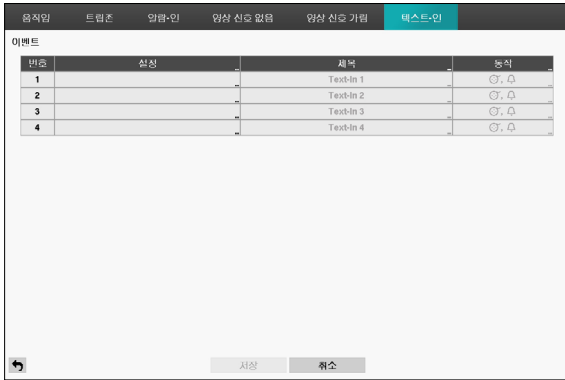 움직임 트립존 알람-인 영상 신호 없음 영상 신호 가림 텍스트-인
이벤트
번호 설정 제목 동작
1 Text-In 1
2 Text-In 2
3 Text-In 3
4 Text-In 4
저장 취소